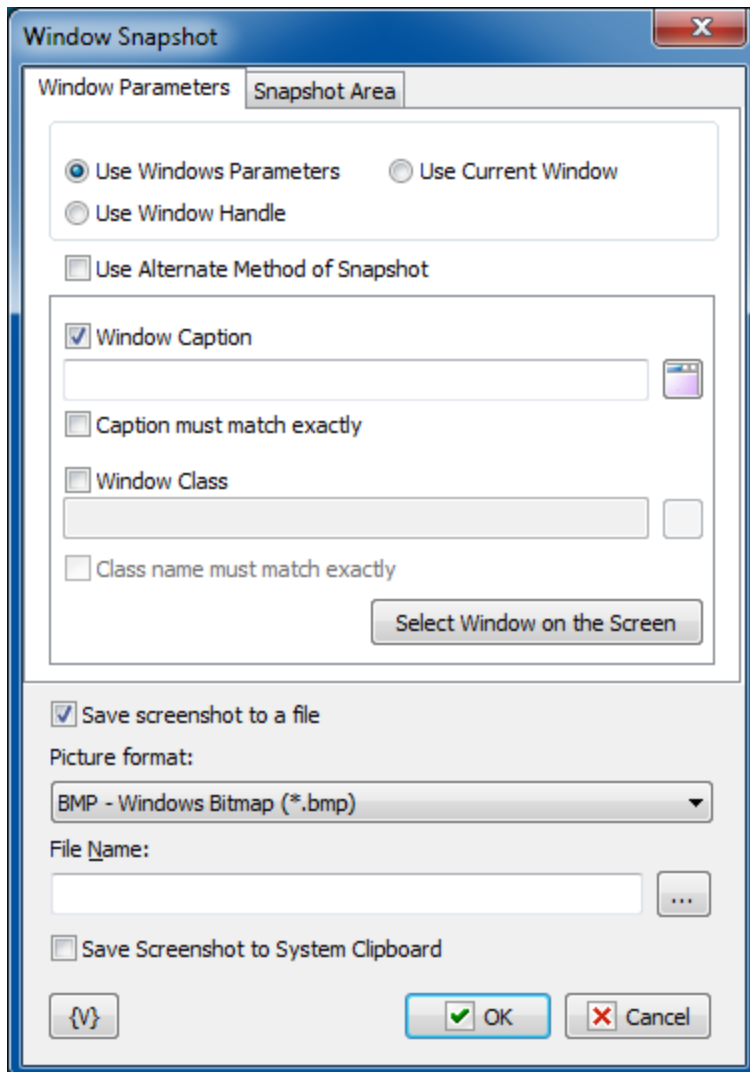 Window Snapshot
Window Parameters Snapshot Area
Use Windows Parameters Use Current Window
Use Window Handle
Use Alternate Method of Snapshot
Window Caption
Caption must match exactly
Window Class
Class name must match exactly
Select Window on the Screen
Save screenshot to a file
Picture format:
BMP - Windows Bitmap (*.bmp)
File Name:
...
Save Screenshot to System Clipboard
{V} OK Cancel